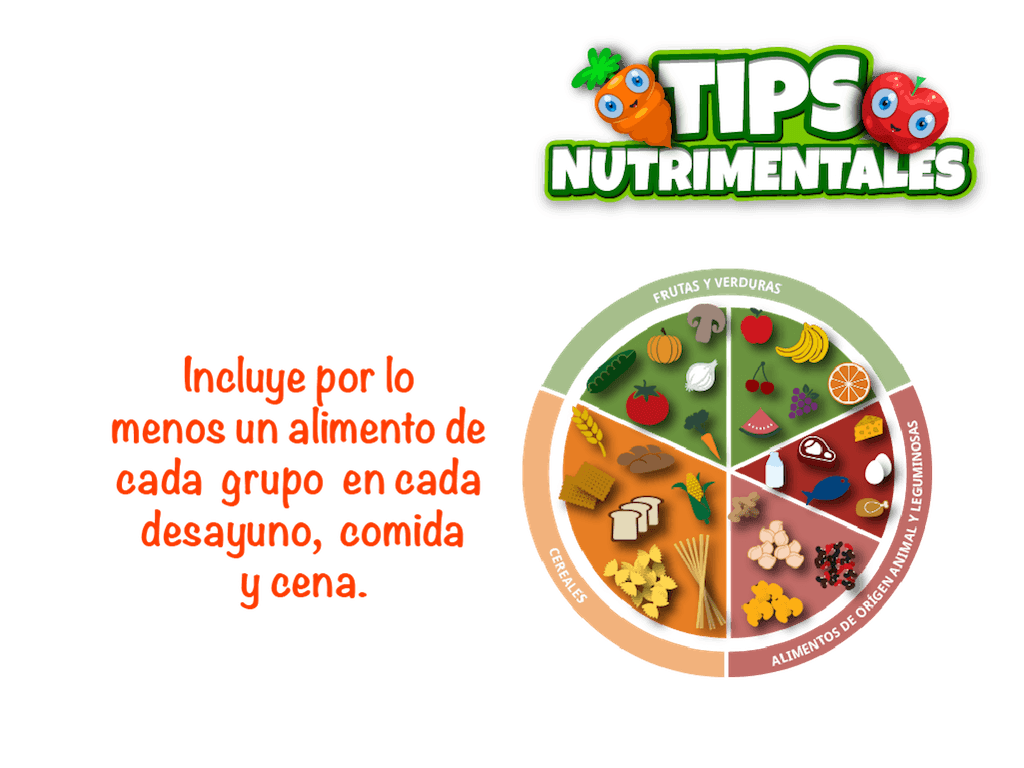 TIPS
NUTRIMENTALES
FRUTAS Y VERDURAS
Incluye por lo
menos un alimento de
cada grupo en cada
desayuno, comida
y cena.
CEREALES
ALIMENTOS DE ORÍGEN ANIMAL Y LEGUMINOSAS